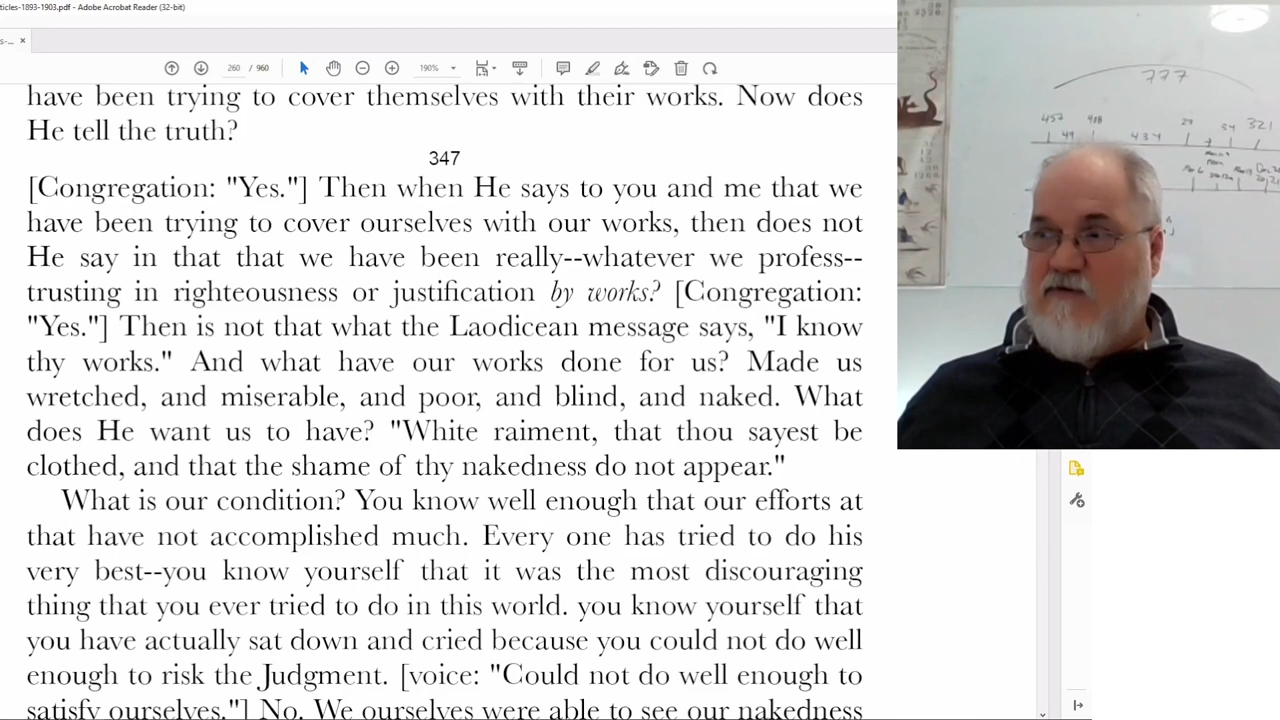 ticles-1893-1903.pdf - Adobe Acrobat Reader (32-bit)
s-... ×
260 / 960
190%
have been trying to cover themselves with their works. Now does
He tell the truth?
347
[Congregation: "Yes."] Then when He says to you and me that we
have been trying to cover ourselves with our works, then does not
He say in that that we have been really--whatever we profess--
trusting in righteousness or justification by works? [Congregation:
"Yes."] Then is not that what the Laodicean message says, "I know
thy works." And what have our works done for us? Made us
wretched, and miserable, and poor, and blind, and naked. What
does He want us to have? "White raiment, that thou sayest be
clothed, and that the shame of thy nakedness do not appear."
What is our condition? You know well enough that our efforts at
that have not accomplished much. Every one has tried to do his
very best--you know yourself that it was the most discouraging
thing that you ever tried to do in this world. you know yourself that
you have actually sat down and cried because you could not do well
enough to risk the Judgment. [voice: "Could not do well enough to
satisfy ourselves."] No. We ourselves were able to see our nakedness
777
457 408 27 34 321
49 434